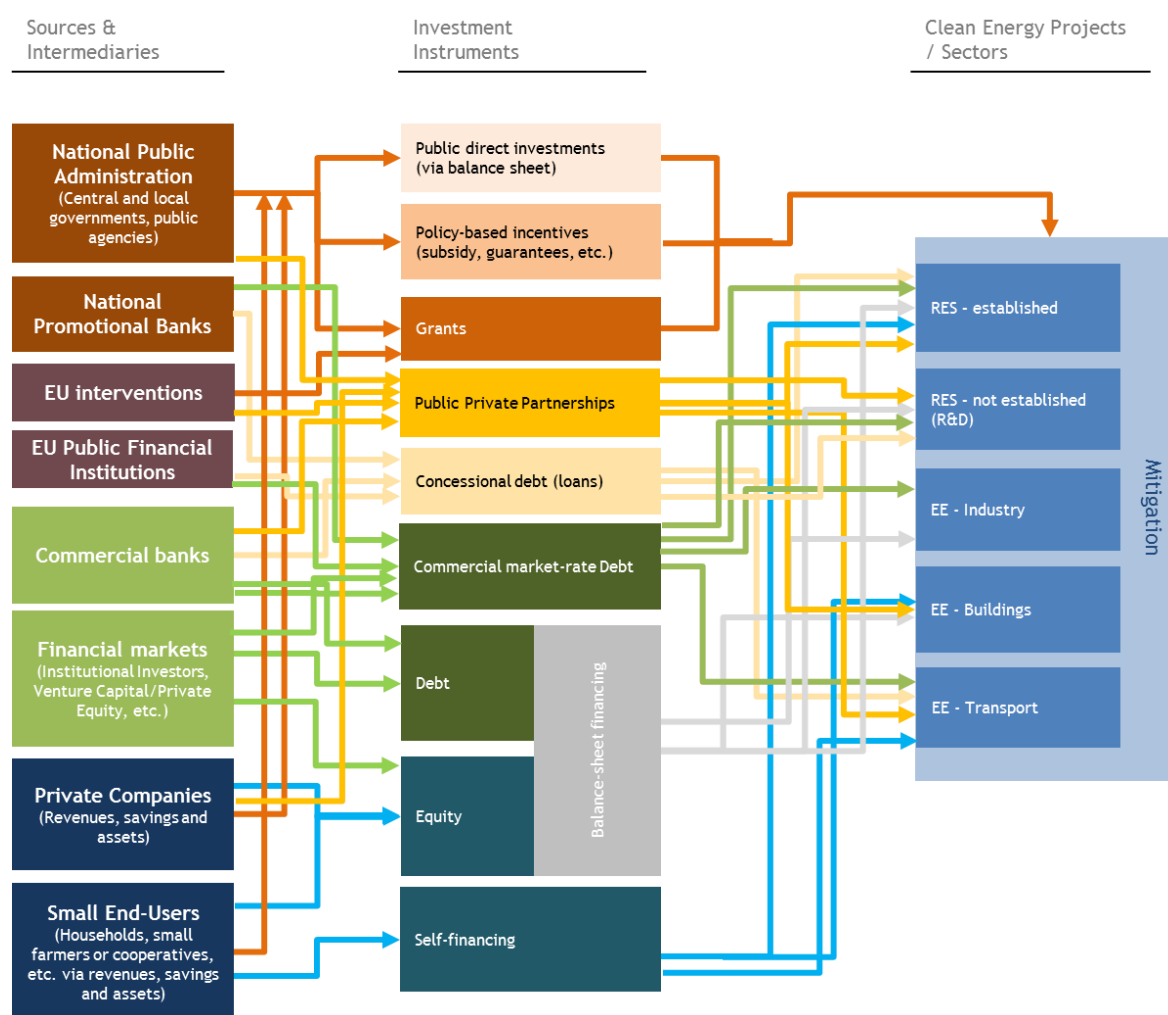 Sources &
Intermediaries
Investment
Instruments
Clean Energy Projects
/ Sectors
National Public
Administration
(Central and local
governments, public
agencies)
National
Promotional Banks
EU interventions
EU Public Financial
Institutions
Commercial banks
Financial markets
(Institutional Investors,
Venture Capital/Private
Equity, etc.)
Private Companies
(Revenues, savings and
assets)
Small End-Users
(Households, small
farmers or cooperatives,
etc. via revenues, savings
and assets)
Public direct investments
(via balance sheet)
Policy-based incentives
(subsidy, guarantees, etc.)
Grants
Public Private Partnerships
Concessional debt (loans)
Commercial market-rate Debt
Debt
Balance-sheet financing
Equity
Self-financing
RES - established
RES - not established
(R&D)
EE - Industry
EE - Buildings
EE - Transport
Mitigation